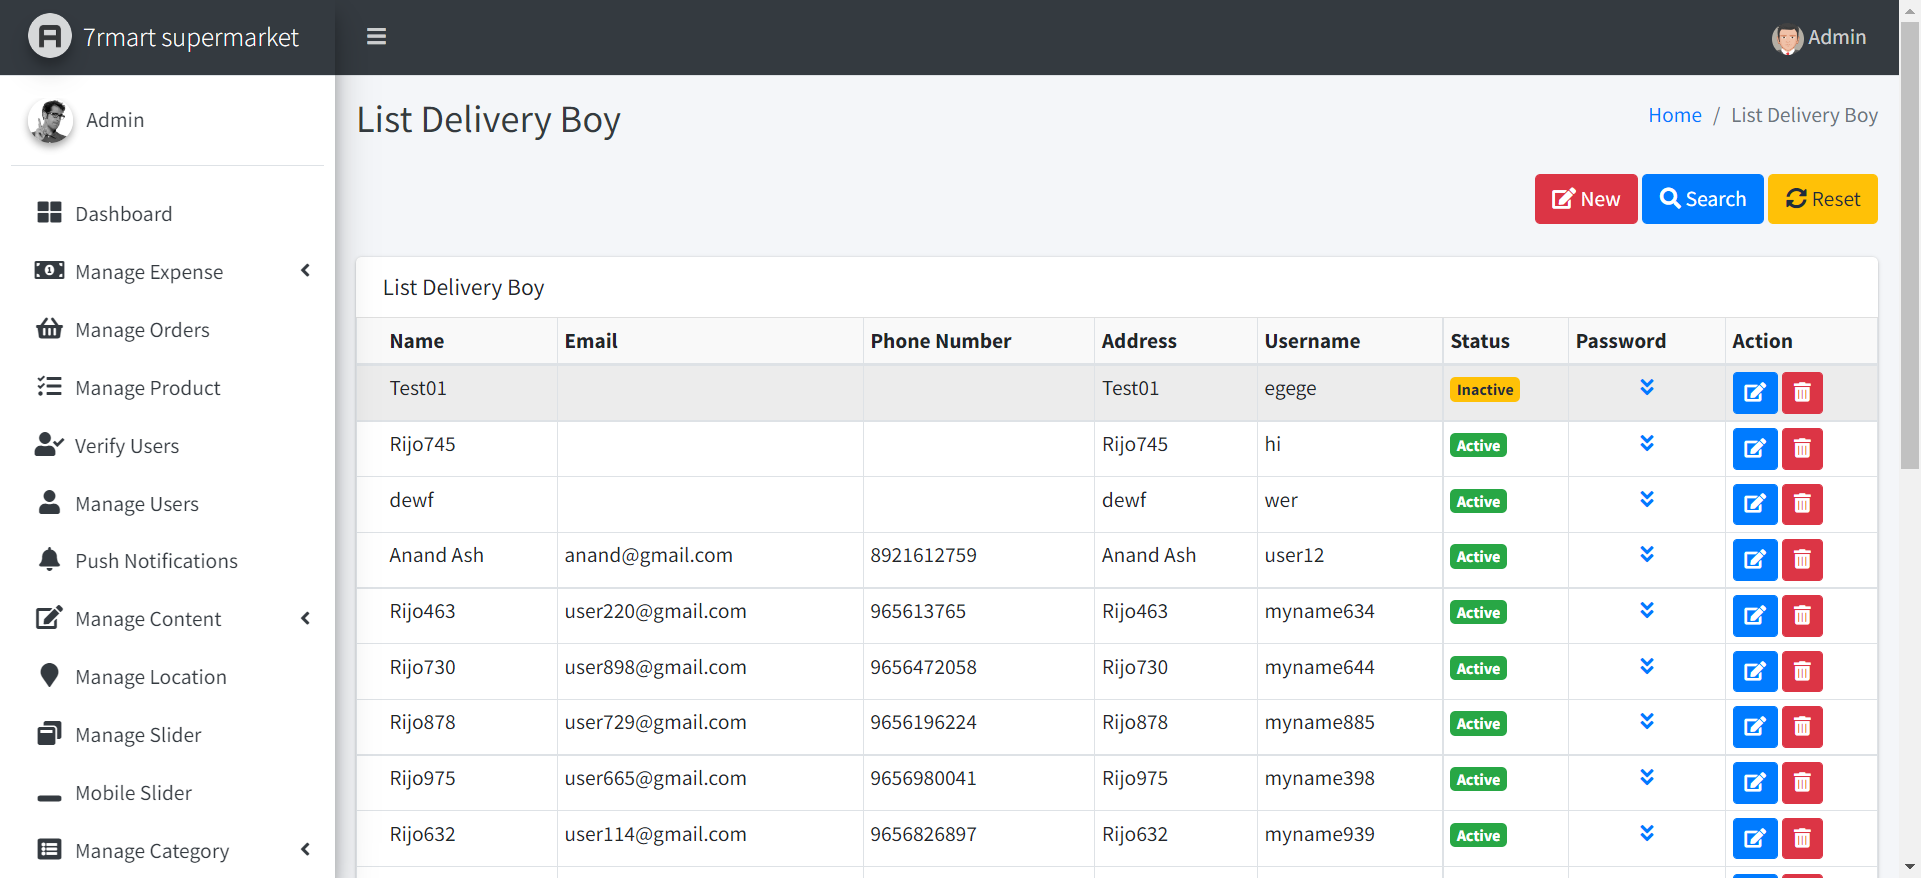 7rmart supermarket
Admin
Admin
Dashboard
Manage Expense
Manage Orders
Manage Product
Verify Users
Manage Users
Push Notifications
Manage Content
Manage Location
Manage Slider
Mobile Slider
Manage Category
List Delivery Boy
Home / List Delivery Boy
New Search Reset
List Delivery Boy
Name Email Phone Number Address Username Status Password Action
Test01 Test01 egege Inactive
Rijo745 Rijo745 hi Active
dewf dewf wer Active
Anand Ash anand@gmail.com 8921612759 Anand Ash user12 Active
Rijo463 user220@gmail.com 965613765 Rijo463 myname634 Active
Rijo730 user898@gmail.com 9656472058 Rijo730 myname644 Active
Rijo878 user729@gmail.com 9656196224 Rijo878 myname885 Active
Rijo975 user665@gmail.com 9656980041 Rijo975 myname398 Active
Rijo632 user114@gmail.com 9656826897 Rijo632 myname939 Active